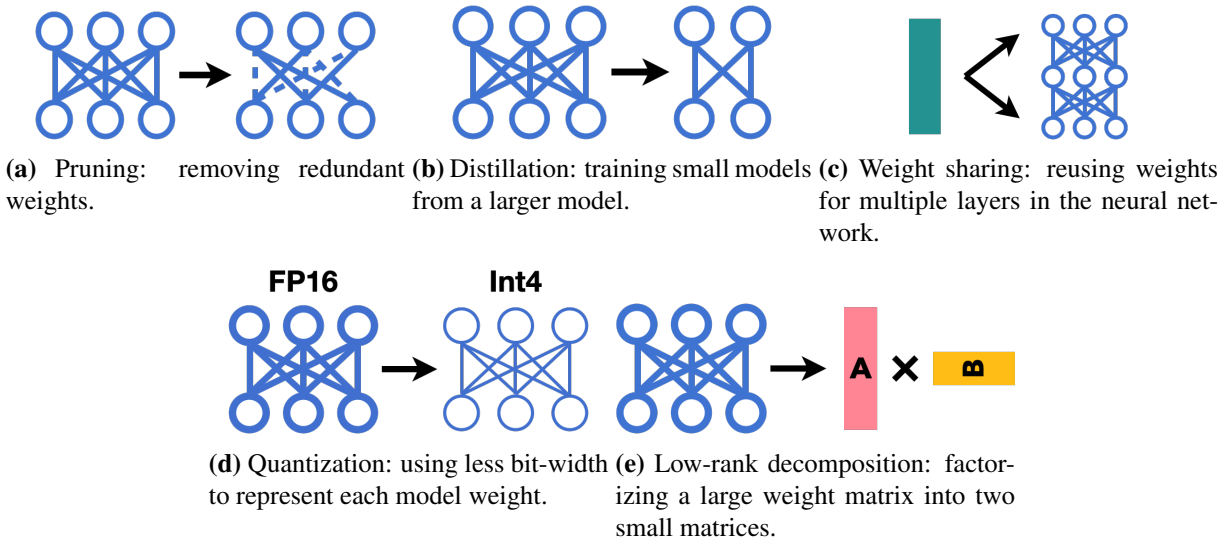 (a) Pruning: removing redundant
weights.
(b) Distillation: training small models
from a larger model.
(c) Weight sharing: reusing weights
for multiple layers in the neural net-
work.
FP16
Int4
A
B
(d) Quantization: using less bit-width
to represent each model weight.
(e) Low-rank decomposition: factor-
izing a large weight matrix into two
small matrices.